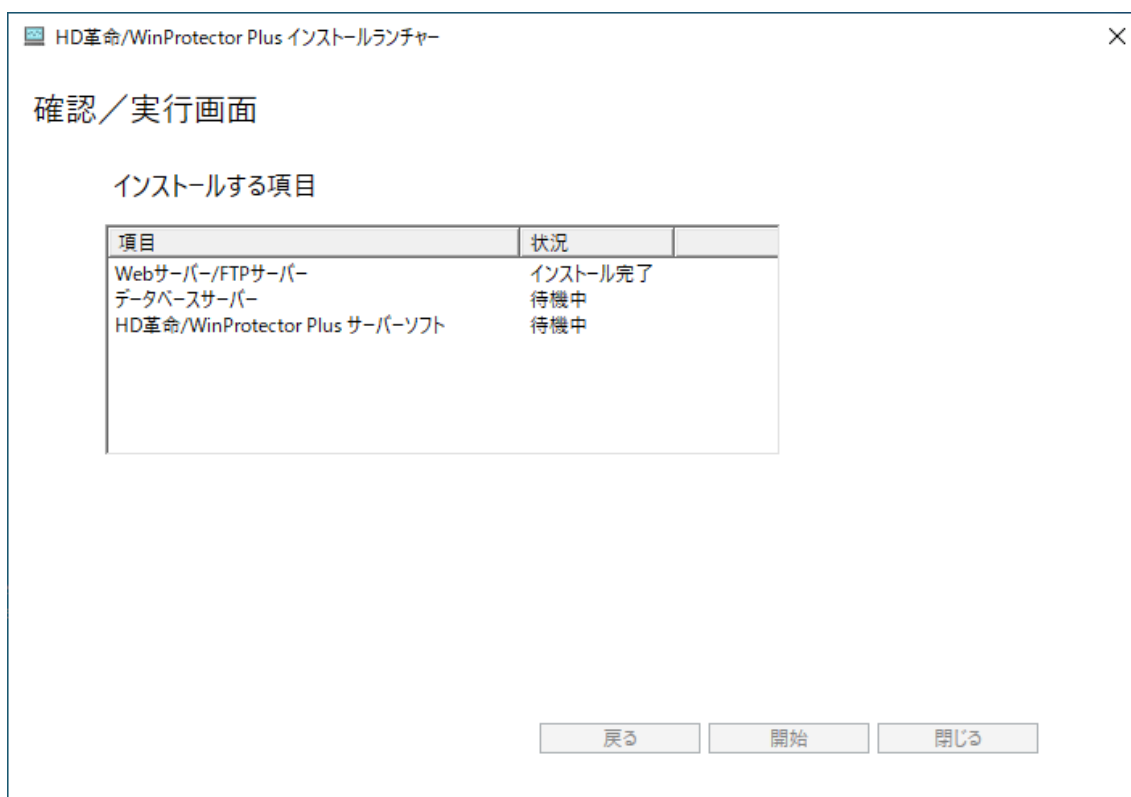 HD革命/WinProtector Plus インストールランチャー
確認／実行画面
インストールする項目
項目 状況
Webサーバー/FTPサーバー インストール完了
データベースサーバー 待機中
HD革命/WinProtector Plus サーバーソフト 待機中
戻る 開始 閉じる